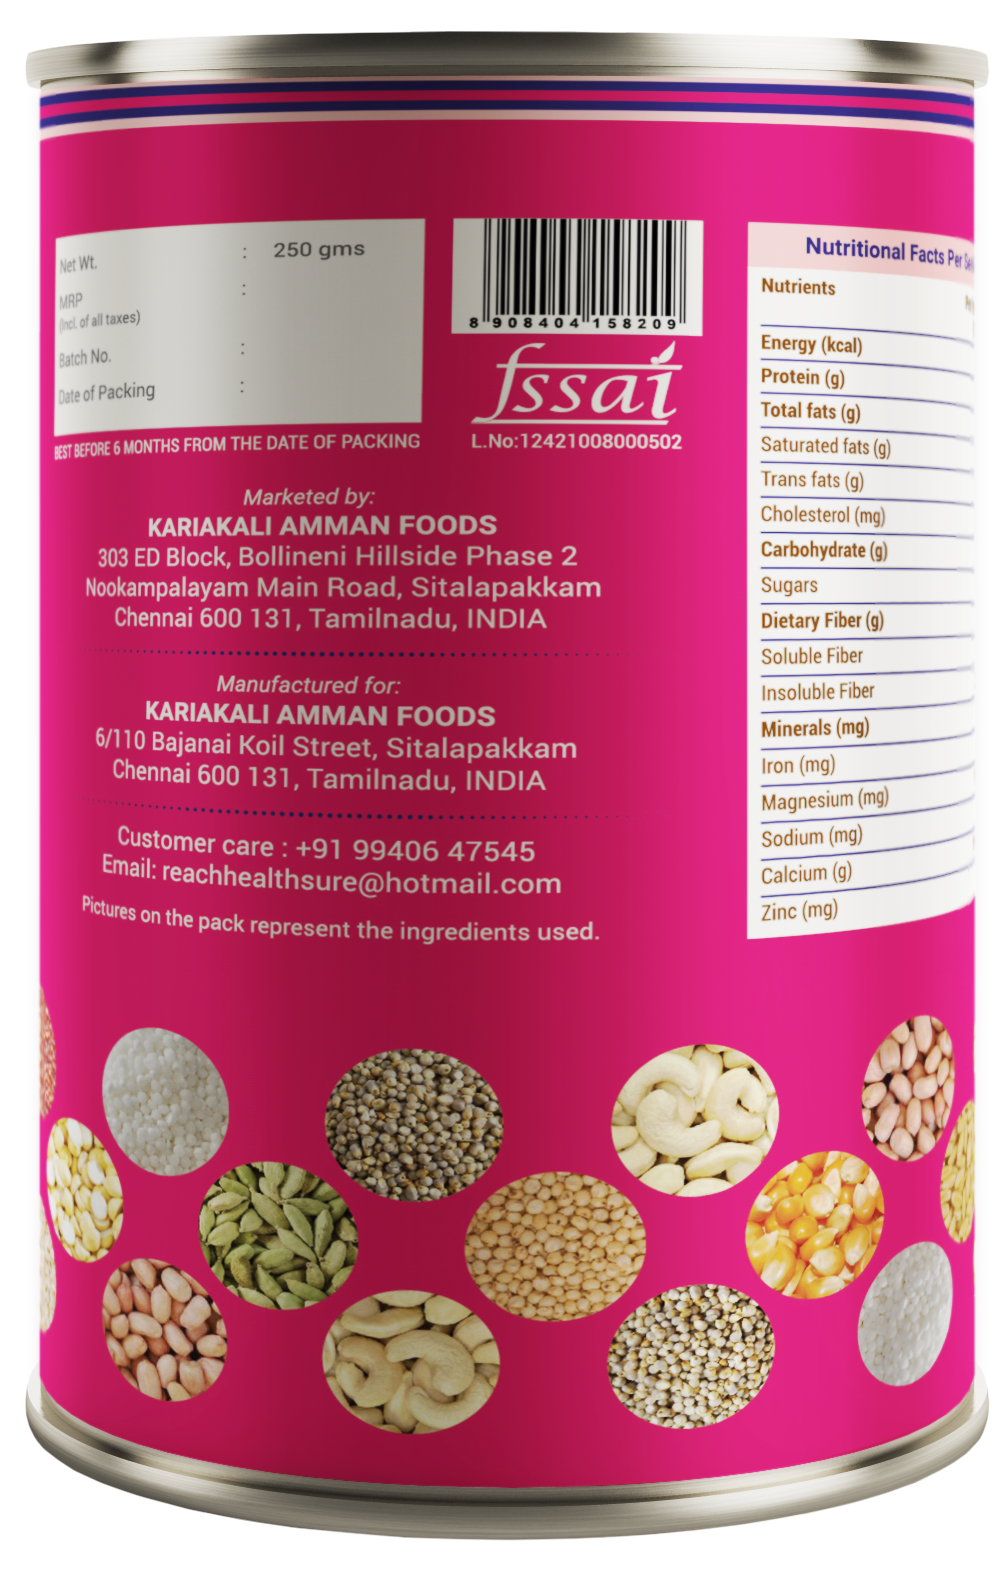 Net Wt. : 250 gms
MRP :
(Incl. of all taxes)
Batch No. :
Date of Packing :
BEST BEFORE 6 MONTHS FROM THE DATE OF PACKING
8 908404 158209
fssai
L.No:12421008000502
Marketed by:
KARIAKALI AMMAN FOODS
303 ED Block, Bollineni Hillside Phase 2
Nookampalayam Main Road, Sitalapakkam
Chennai 600 131, Tamilnadu, INDIA
Manufactured for:
KARIAKALI AMMAN FOODS
6/110 Bajanai Koil Street, Sitalapakkam
Chennai 600 131, Tamilnadu, INDIA
Customer care : +91 99406 47545
Email: reachhealthsure@hotmail.com
Pictures on the pack represent the ingredients used.
Nutritional Facts Per
Nutrients
Energy (kcal)
Protein (g)
Total fats (g)
Saturated fats (g)
Trans fats (g)
Cholesterol (mg)
Carbohydrate (g)
Sugars
Dietary Fiber (g)
Soluble Fiber
Insoluble Fiber
Minerals (mg)
Iron (mg)
Magnesium (mg)
Sodium (mg)
Calcium (g)
Zinc (mg)